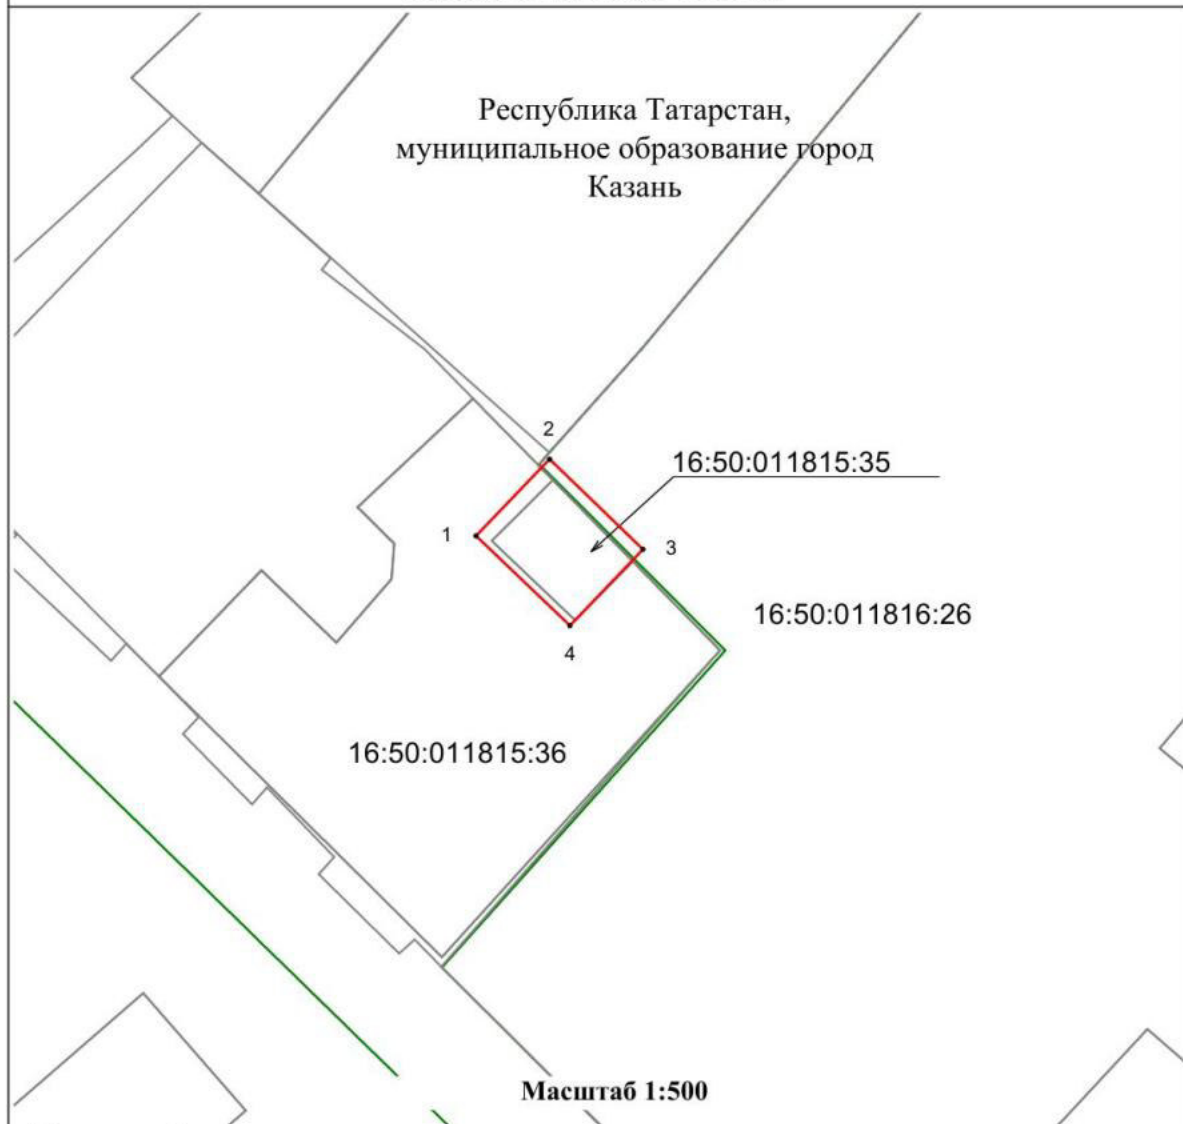 Республика Татарстан,
муниципальное образование город
Казань
2
16:50:011815:35
1
3
16:50:011816:26
4
16:50:011815:36
Масштаб 1:500